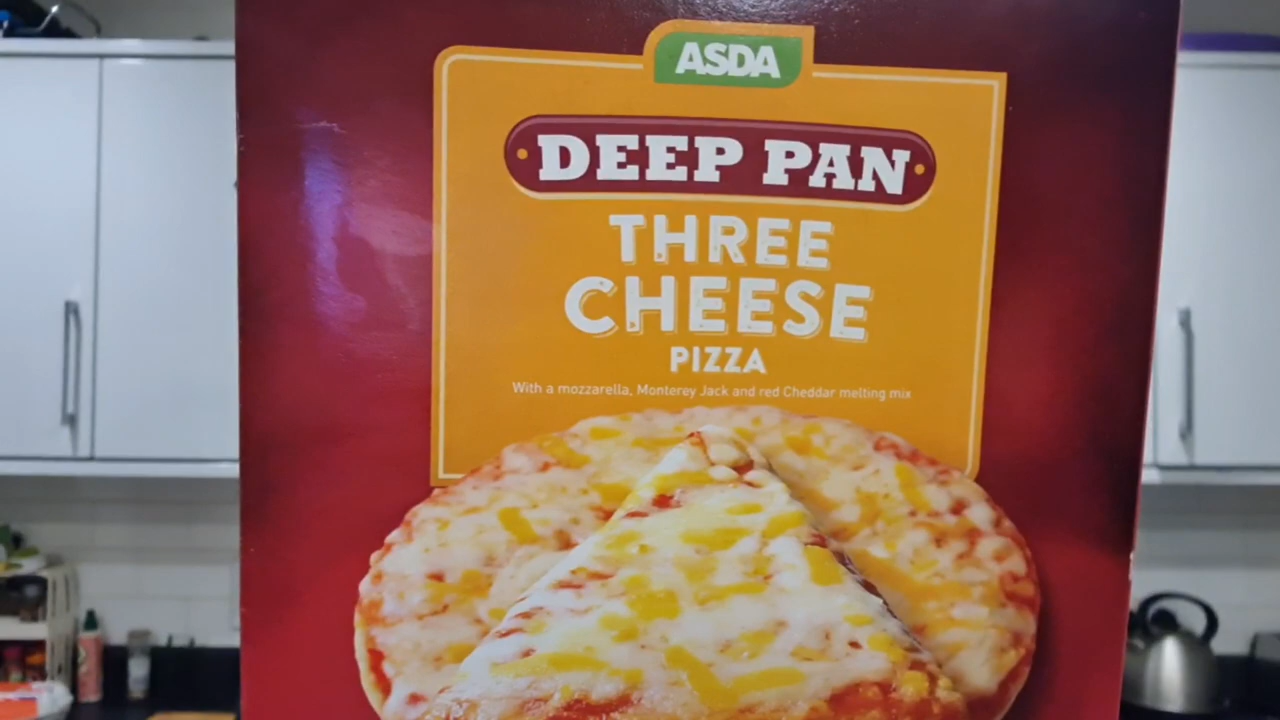 ASDA
DEEP PAN
THREE
CHEESE
PIZZA
With a mozzarella, Monterey Jack and red Cheddar melting mix